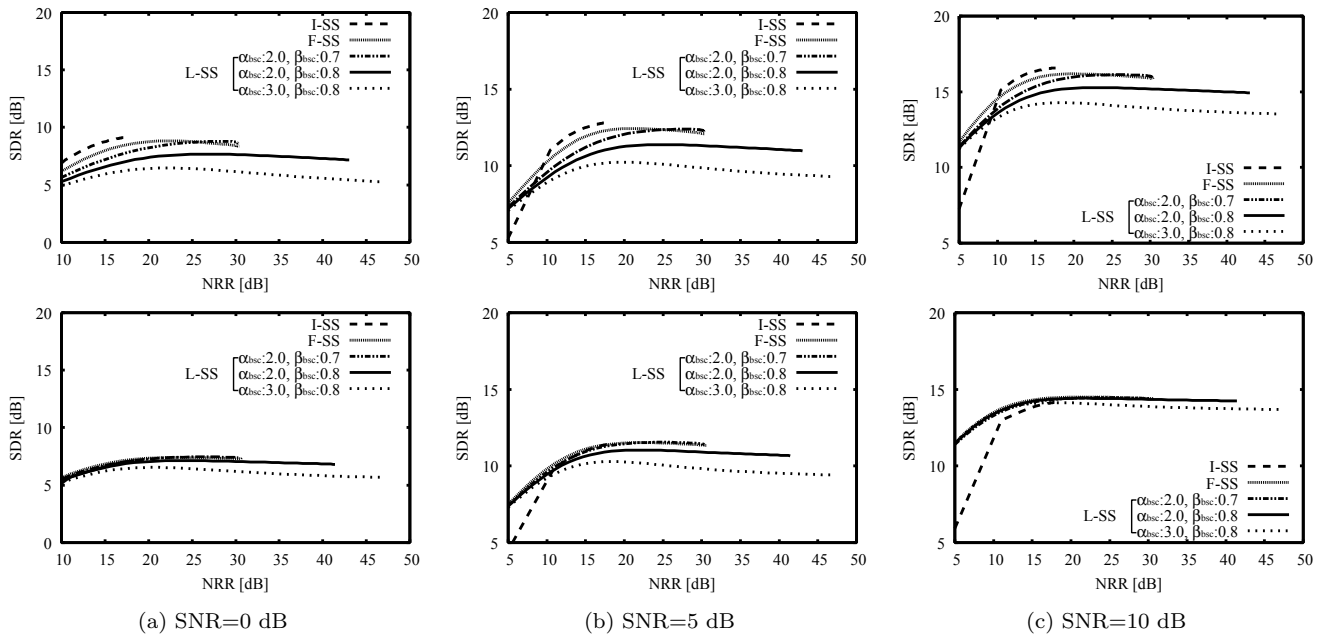 20
15
10
5
0
SDR [dB]
10 15 20 25 30 35 40 45 50
NRR [dB]
I-SS
F-SS
L-SS
αbsc:2.0, βbsc:0.7
αbsc:2.0, βbsc:0.8
αbsc:3.0, βbsc:0.8
20
15
10
5
SDR [dB]
5 10 15 20 25 30 35 40 45 50
NRR [dB]
I-SS
F-SS
L-SS
αbsc:2.0, βbsc:0.7
αbsc:2.0, βbsc:0.8
αbsc:3.0, βbsc:0.8
20
15
10
5
SDR [dB]
5 10 15 20 25 30 35 40 45 50
NRR [dB]
I-SS
F-SS
L-SS
αbsc:2.0, βbsc:0.7
αbsc:2.0, βbsc:0.8
αbsc:3.0, βbsc:0.8
20
15
10
5
0
SDR [dB]
10 15 20 25 30 35 40 45 50
NRR [dB]
I-SS
F-SS
L-SS
αbsc:2.0, βbsc:0.7
αbsc:2.0, βbsc:0.8
αbsc:3.0, βbsc:0.8
20
15
10
5
SDR [dB]
5 10 15 20 25 30 35 40 45 50
NRR [dB]
I-SS
F-SS
L-SS
αbsc:2.0, βbsc:0.7
αbsc:2.0, βbsc:0.8
αbsc:3.0, βbsc:0.8
20
15
10
5
SDR [dB]
5 10 15 20 25 30 35 40 45 50
NRR [dB]
I-SS
F-SS
L-SS
αbsc:2.0, βbsc:0.7
αbsc:2.0, βbsc:0.8
αbsc:3.0, βbsc:0.8
(a) SNR=0 dB
(b) SNR=5 dB
(c) SNR=10 dB